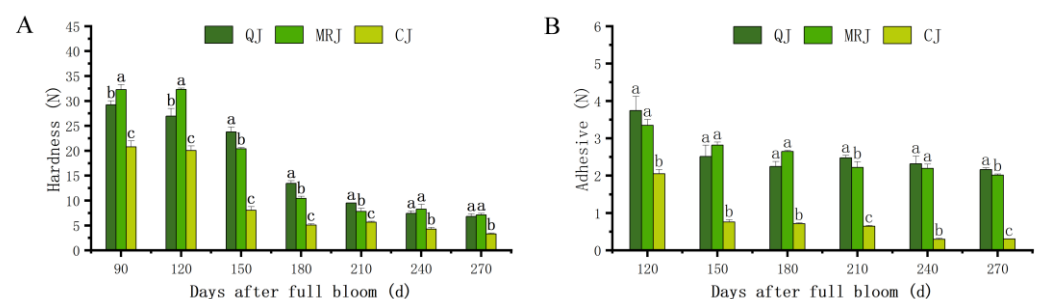 A
QJ MRJ CJ
Hardness (N)
45
40
35
30
25
20
15
10
5
0
b a c
b a c
a b c
a b c
a b c
a a b
a a b
90 120 150 180 210 240 270
Days after full bloom (d)
B
QJ MRJ CJ
Adhesive (N)
6
5
4
3
2
1
0
a a b
a a b
a a b
a b c
a a b
a b c
120 150 180 210 240 270
Days after full bloom (d)